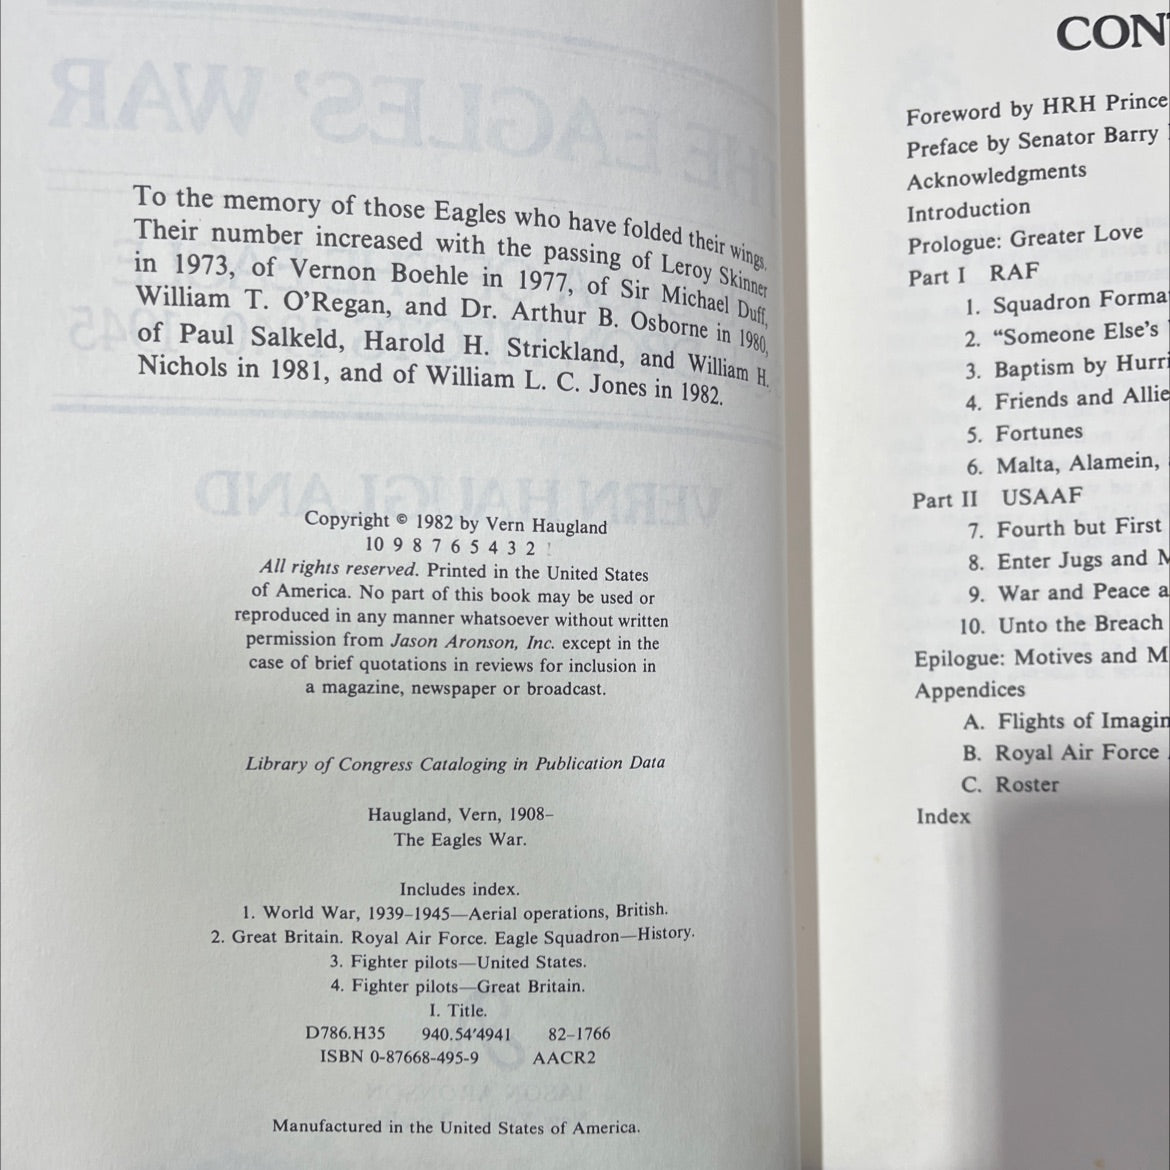 To the memory of those Eagles who have folded their wings.
Their number increased with the passing of Leroy Skinner
in 1973, of Vernon Boehle in 1977, of Sir Michael Duff,
William T. O'Regan, and Dr. Arthur B. Osborne in 1980,
of Paul Salkeld, Harold H. Strickland, and William H.
Nichols in 1981, and of William L. C. Jones in 1982.
Copyright © 1982 by Vern Haugland
10 9 8 7 6 5 4 3 2
All rights reserved. Printed in the United States
of America. No part of this book may be used or
reproduced in any manner whatsoever without written
permission from Jason Aronson, Inc. except in the
case of brief quotations in reviews for inclusion in
a magazine, newspaper or broadcast.
Library of Congress Cataloging in Publication Data
Haugland, Vern, 1908–
The Eagles War.
Includes index.
1. World War, 1939–1945—Aerial operations, British.
2. Great Britain. Royal Air Force. Eagle Squadron—History.
3. Fighter pilots—United States.
4. Fighter pilots—Great Britain.
I. Title.
D786.H35 940.54′4941 82–1766
ISBN 0-87668-495-9 AACR2
Manufactured in the United States of America.
CON
Foreword by HRH Prince
Preface by Senator Barry
Acknowledgments
Introduction
Prologue: Greater Love
Part I RAF
1. Squadron Forma
2. “Someone Else's
3. Baptism by Hurri
4. Friends and Allie
5. Fortunes
6. Malta, Alamein,
Part II USAAF
7. Fourth but First
8. Enter Jugs and M
9. War and Peace a
10. Unto the Breach
Epilogue: Motives and M
Appendices
A. Flights of Imagin
B. Royal Air Force
C. Roster
Index